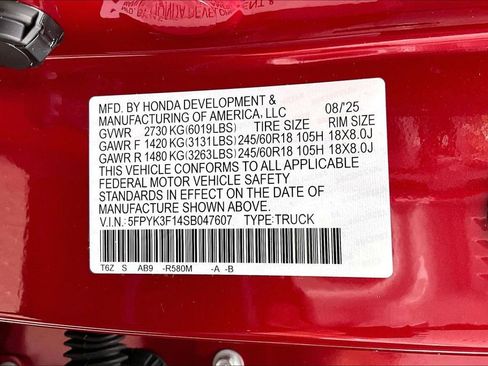 MFD. BY HONDA DEVELOPMENT &
MANUFACTURING OF AMERICA, LLC 08/'25
GVWR 2730 KG(6019LBS) TIRE SIZE RIM SIZE
GAWR F 1420 KG(3131LBS) 245/60R18 105H 18X8.0J
GAWR R 1480 KG(3263LBS) 245/60R18 105H 18X8.0J
THIS VEHICLE CONFORMS TO ALL APPLICABLE
FEDERAL MOTOR VEHICLE SAFETY
STANDARDS IN EFFECT ON THE DATE OF
MANUFACTURE SHOWN ABOVE.
V.I.N.: 5FPYK3F14SB047607 TYPE:TRUCK
T6Z S AB9 -R580M -A -B